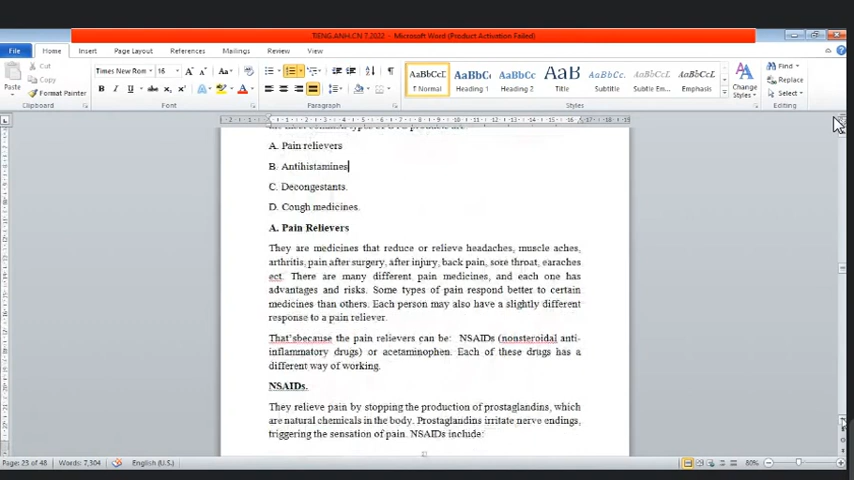 TIENG.ANH.CN 7.2022 - Microsoft Word (Product Activation Failed)
File Home Insert Page Layout References Mailings Review View
Cut
Copy
Paste Format Painter
Times New Rom 16
AaBbCcI AaBbC AaBbCc AaB AaBbCc. AaBbCcI AaBbCcI
¶ Normal Heading 1 Heading 2 Title Subtitle Subtle Em... Emphasis
Change Styles
Find
Replace
Select
Clipboard Font Paragraph Styles Editing
A. Pain relievers
B. Antihistamines
C. Decongestants.
D. Cough medicines.
A. Pain Relievers
They are medicines that reduce or relieve headaches, muscle aches,
arthritis, pain after surgery, after injury, back pain, sore throat, earaches
ect. There are many different pain medicines, and each one has
advantages and risks. Some types of pain respond better to certain
medicines than others. Each person may also have a slightly different
response to a pain reliever.
That'sbecause the pain relievers can be: NSAIDs (nonsteroidal anti-
inflammatory drugs) or acetaminophen. Each of these drugs has a
different way of working.
NSAIDs.
They relieve pain by stopping the production of prostaglandins, which
are natural chemicals in the body. Prostaglandins irritate nerve endings,
triggering the sensation of pain. NSAIDs include:
Page: 23 of 48 Words: 7,304 English (U.S.) 80%